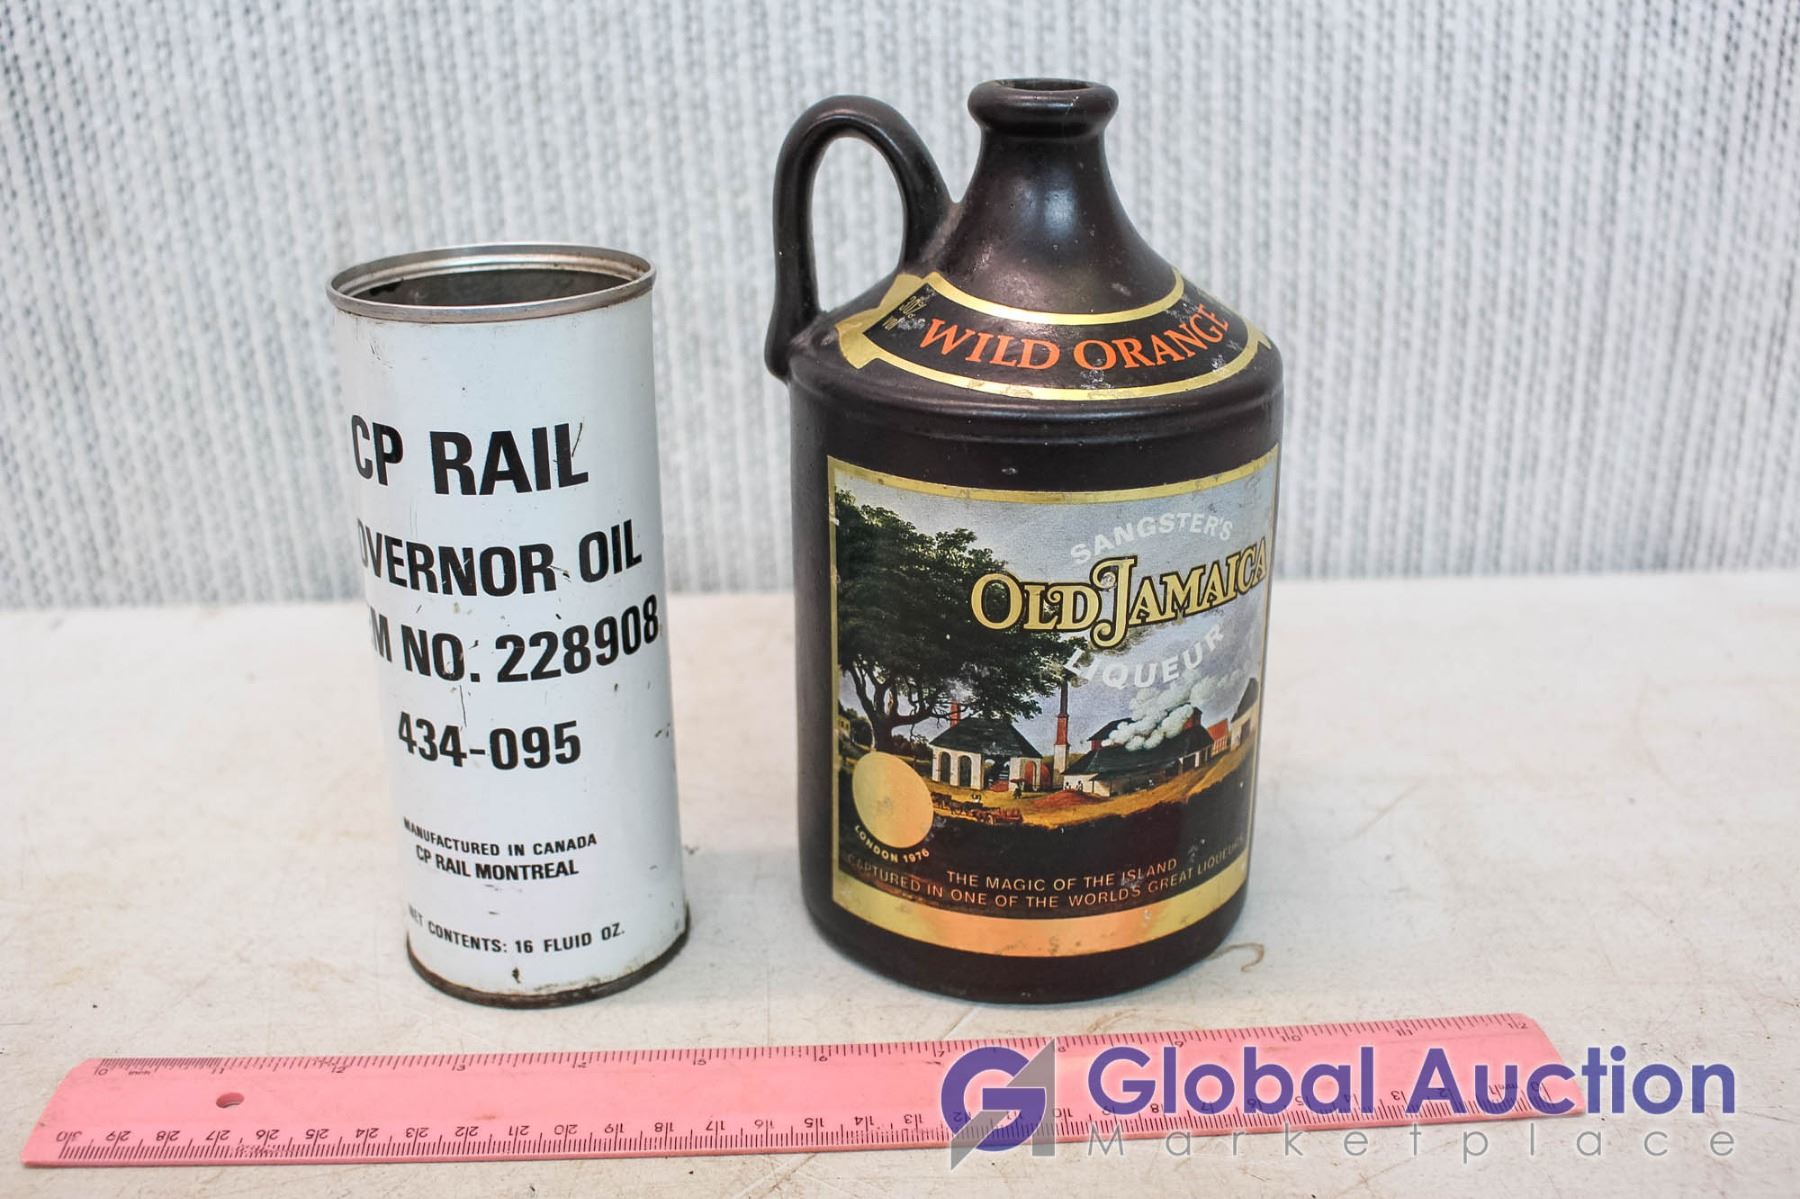 CP RAIL
OVERNOR OIL
M NO. 228908
434-095
MANUFACTURED IN CANADA
CP RAIL MONTREAL
NET CONTENTS: 16 FLUID OZ.
WILD ORANGE
SANGSTER'S
OLD JAMAICA
LIQUEUR
LONDON 1976
THE MAGIC OF THE ISLAND
CAPTURED IN ONE OF THE WORLD'S GREAT LIQUEURS
Global Auction
Marketplace